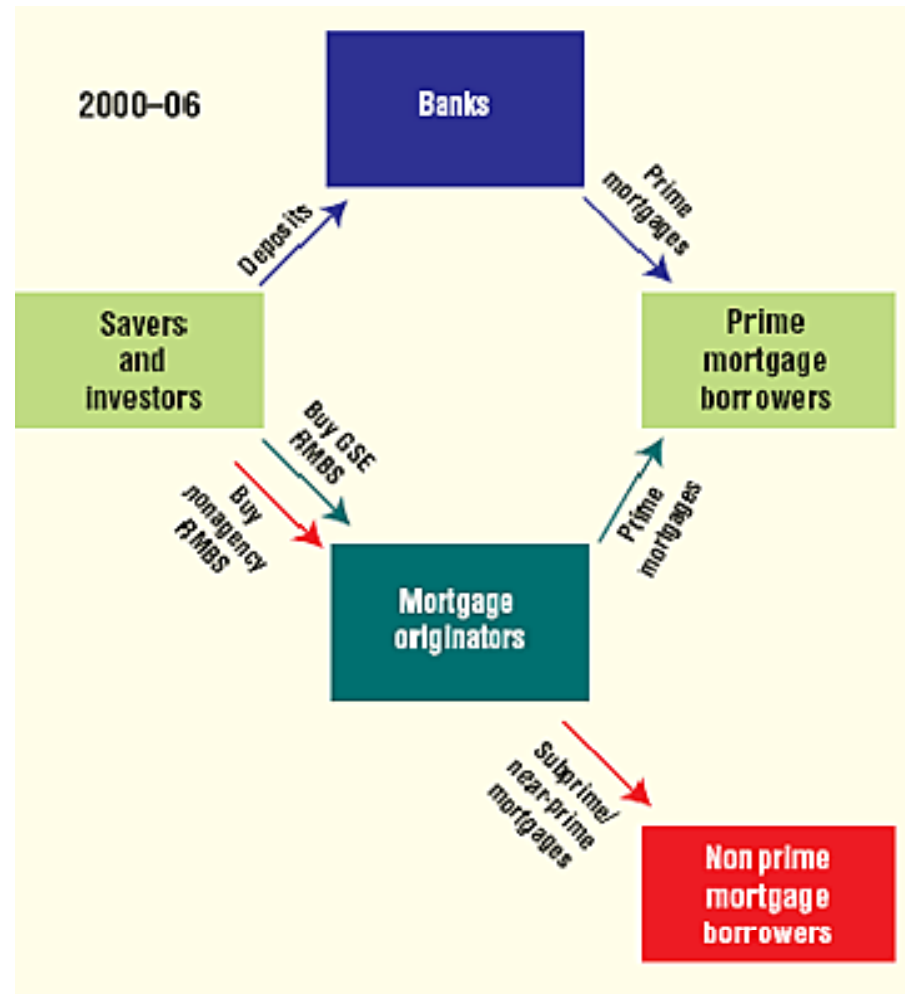 2000–06
Banks
Deposits
Prime
mortgages
Savers
and
investors
Prime
mortgage
borrowers
Buy GSE
RMBS
Buy
nonagency
RMBS
Prime
mortgages
Mortgage
originators
Subprime/
near-prime
mortgages
Non prime
mortgage
borrowers